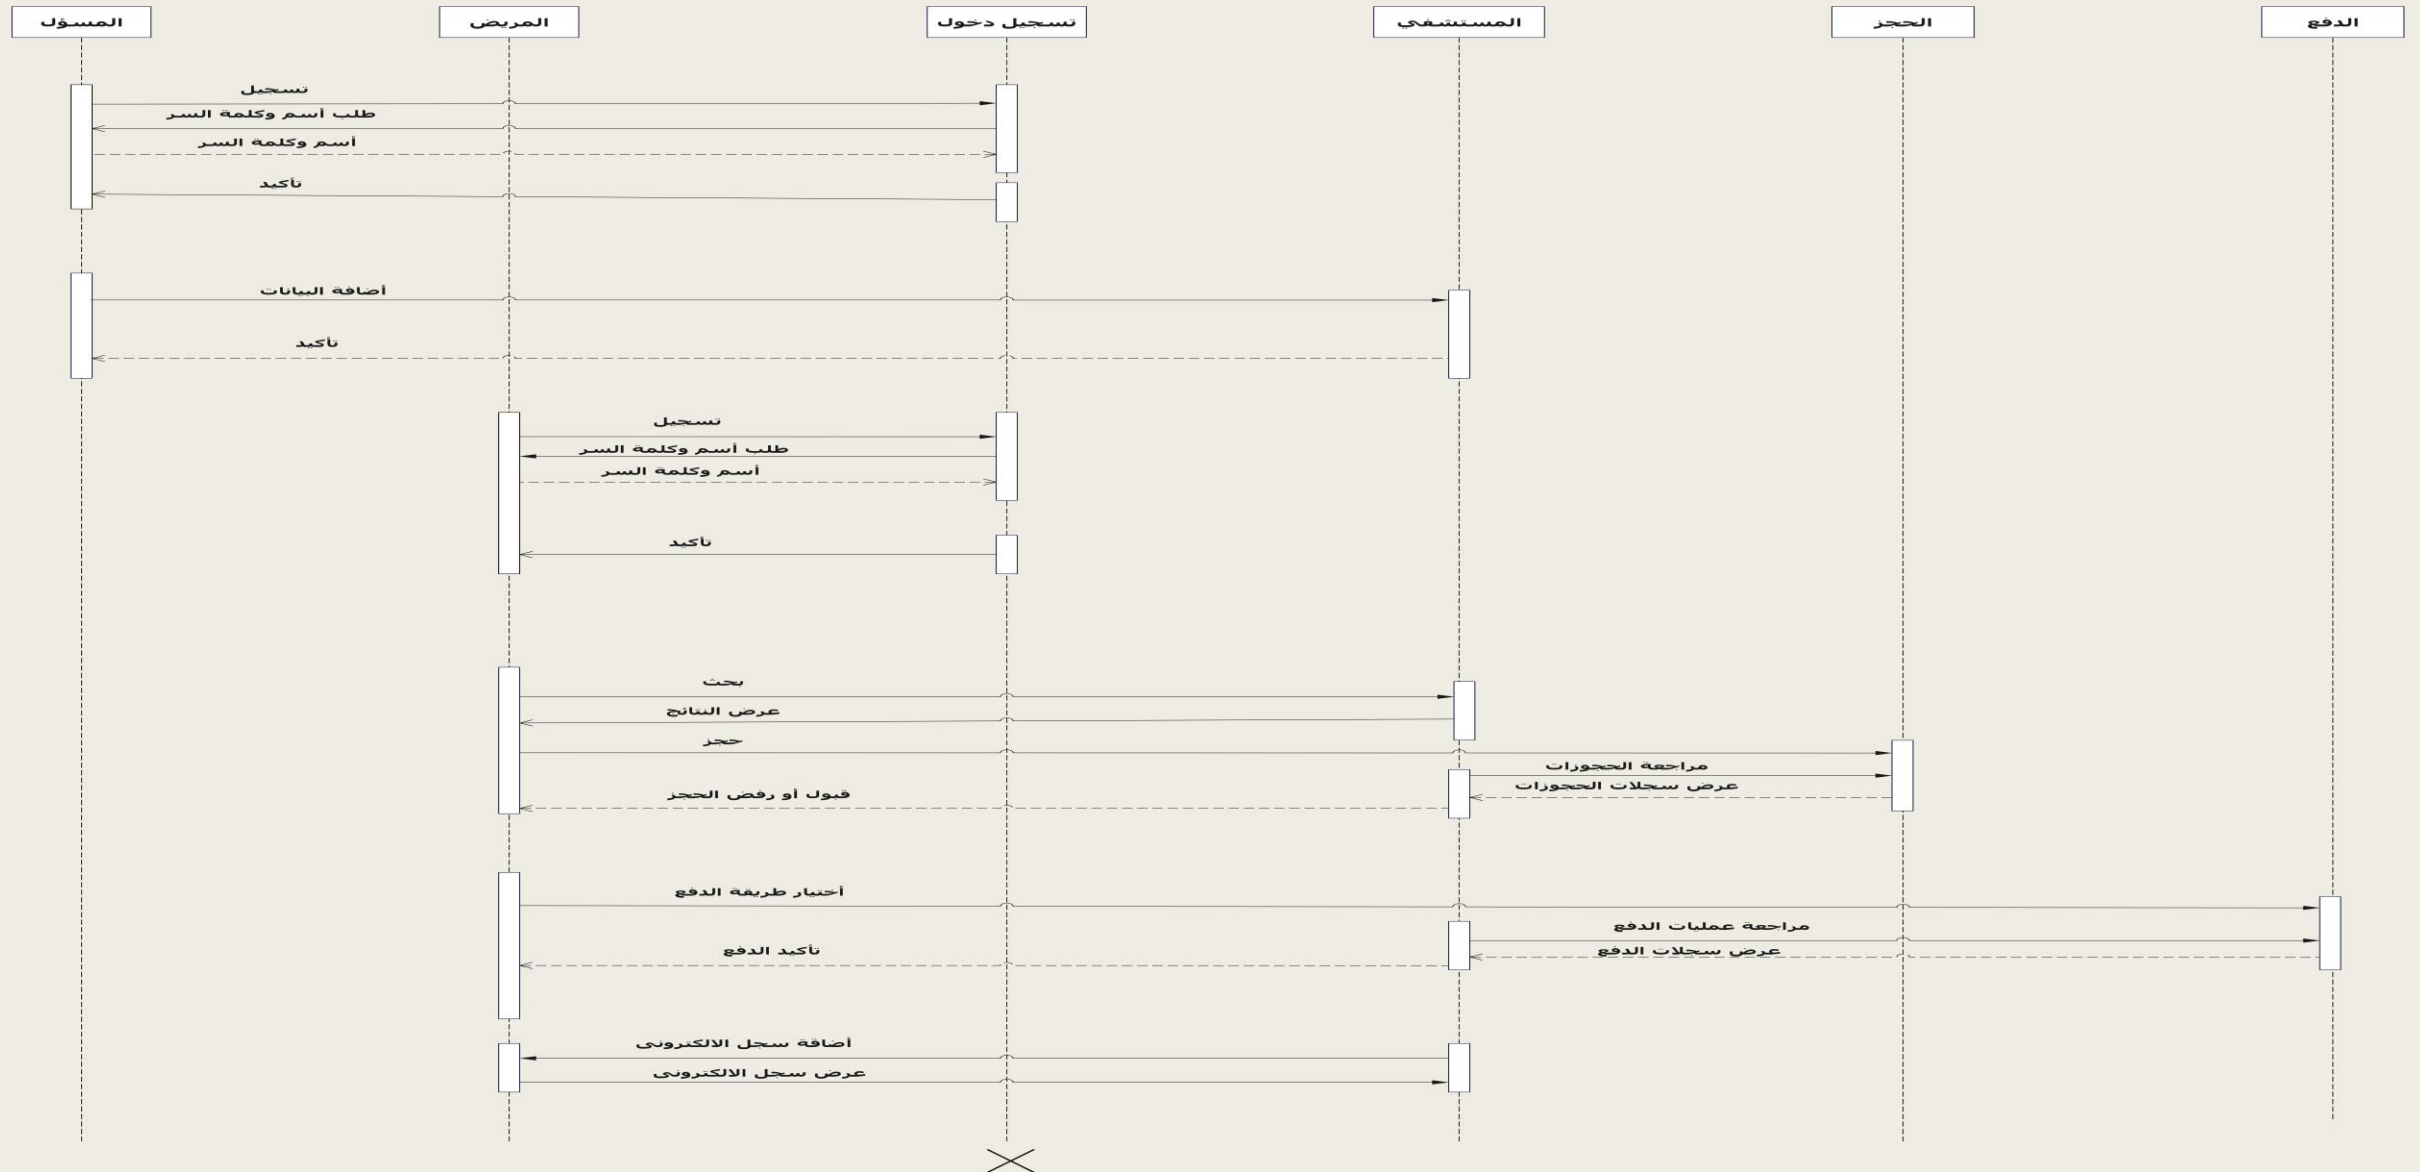 المسؤل
المريض
تسجيل دخول
المستشفي
الحجز
الدفع
تسجيل
طلب أسم وكلمة السر
أسم وكلمة السر
تأكيد
أضافة البيانات
تأكيد
تسجيل
طلب أسم وكلمة السر
أسم وكلمة السر
تأكيد
بحث
عرض النتائج
حجز
مراجعة الحجوزات
عرض سجلات الحجوزات
قبول أو رفض الحجز
أختيار طريقة الدفع
مراجعة عمليات الدفع
عرض سجلات الدفع
تأكيد الدفع
أضاقة سجل الالكترونى
عرض سجل الالكترونى